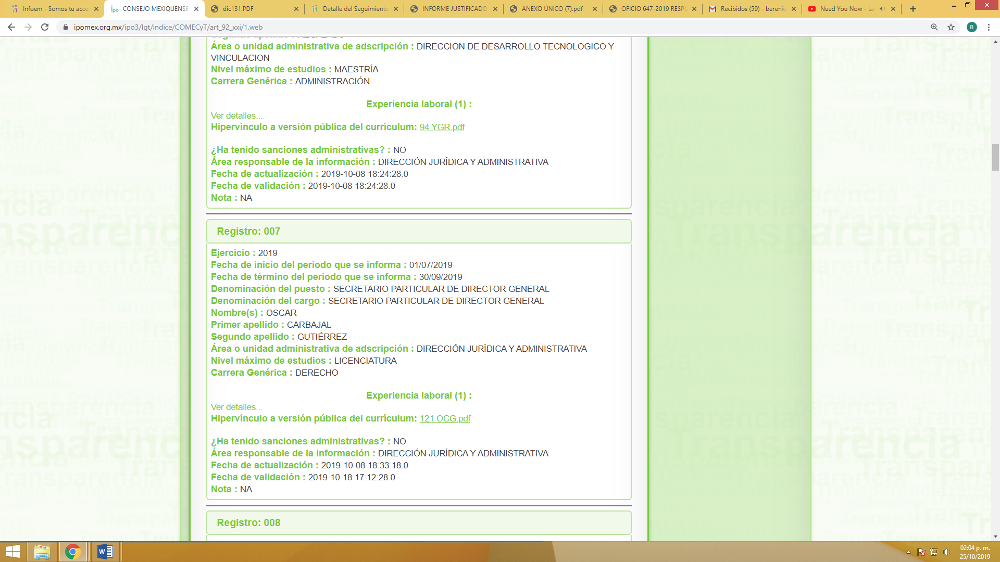 Infoem - Somos tu acce
CONSEJO MEXIQUENSE
dic131.PDF
Detalle del Seguimiento
INFORME JUSTIFICADO
ANEXO ÚNICO (7).pdf
OFICIO 647-2019 RESPU
Recibidos (59) - berenic
Need You Now - La
ipomex.org.mx/ipo3/lgt/indice/COMECyT/art_92_xxi/1.web
B
Área o unidad administrativa de adscripción : DIRECCION DE DESARROLLO TECNOLOGICO Y
VINCULACION
Nivel máximo de estudios : MAESTRÍA
Carrera Genérica : ADMINISTRACIÓN
Experiencia laboral (1) :
Ver detalles...
Hipervínculo a versión pública del currículum: 94 YGR.pdf
¿Ha tenido sanciones administrativas? : NO
Área responsable de la información : DIRECCIÓN JURÍDICA Y ADMINISTRATIVA
Fecha de actualización : 2019-10-08 18:24:28.0
Fecha de validación : 2019-10-08 18:24:28.0
Nota : NA
Registro: 007
Ejercicio : 2019
Fecha de inicio del periodo que se informa : 01/07/2019
Fecha de término del periodo que se informa : 30/09/2019
Denominación del puesto : SECRETARIO PARTICULAR DE DIRECTOR GENERAL
Denominación del cargo : SECRETARIO PARTICULAR DE DIRECTOR GENERAL
Nombre(s) : OSCAR
Primer apellido : CARBAJAL
Segundo apellido : GUTIÉRREZ
Área o unidad administrativa de adscripción : DIRECCIÓN JURÍDICA Y ADMINISTRATIVA
Nivel máximo de estudios : LICENCIATURA
Carrera Genérica : DERECHO
Experiencia laboral (1) :
Ver detalles...
Hipervínculo a versión pública del currículum: 121 OCG.pdf
¿Ha tenido sanciones administrativas? : NO
Área responsable de la información : DIRECCIÓN JURÍDICA Y ADMINISTRATIVA
Fecha de actualización : 2019-10-08 18:33:18.0
Fecha de validación : 2019-10-18 17:12:28.0
Nota : NA
Registro: 008
02:04 p. m.
25/10/2019